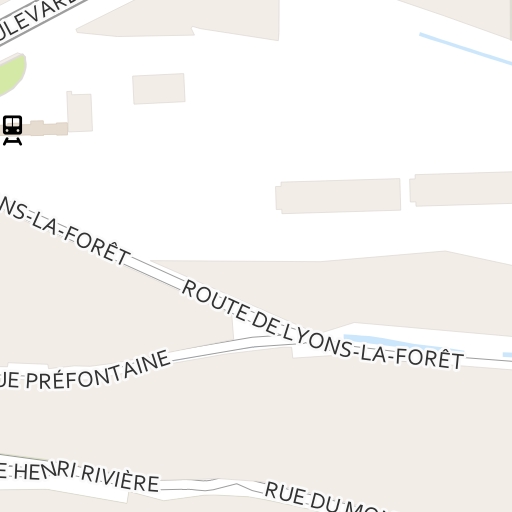 ULEVARD
NS-LA-FORÊT
ROUTE DE LYONS-LA-FORÊT
UE PRÉFONTAINE
E HENRI RIVIÈRE
RUE DU MO